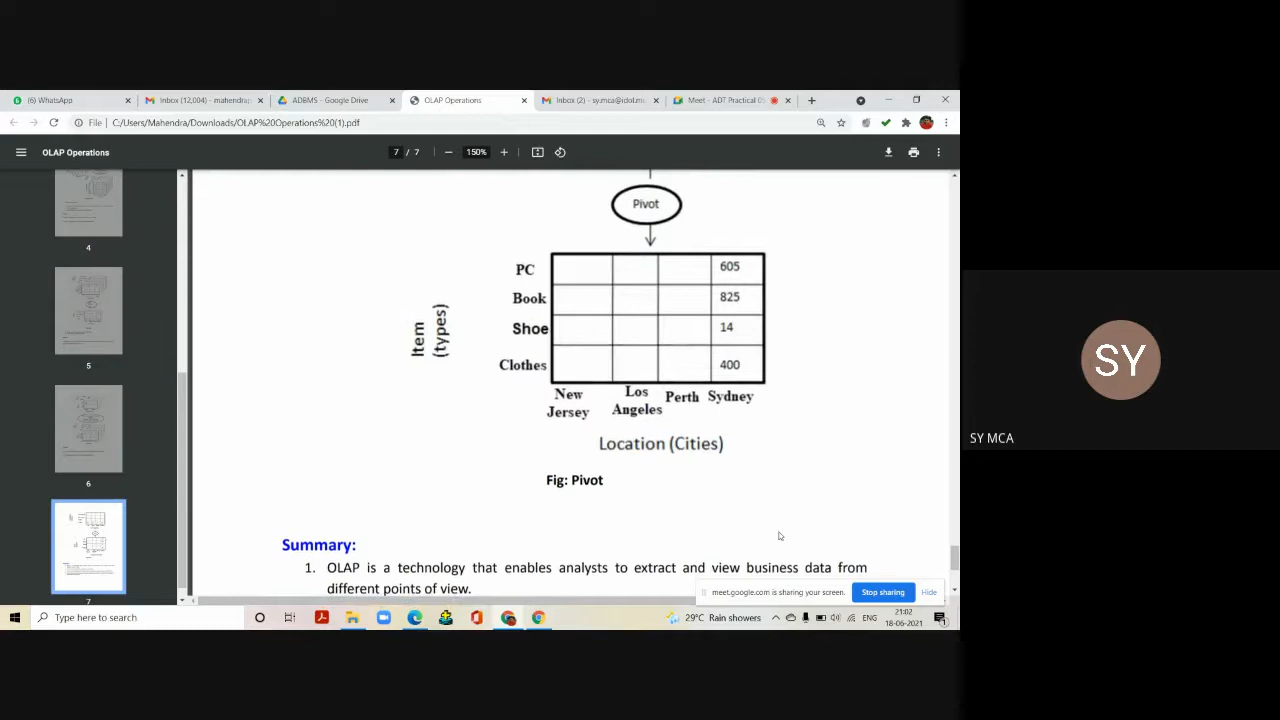 (6) WhatsApp
Inbox (12,004) - mahendra
ADBMS - Google Drive
OLAP Operations
Inbox (2) - sy.mca@idol.m
Meet - ADT Practical 0
File
C:/Users/Mahendra/Downloads/OLAP%20Operations%20(1).pdf
OLAP Operations
7 / 7
150%
4
5
6
7
Pivot
PC 605
Book 825
Shoe 14
Clothes 400
Item
(types)
New Los Perth Sydney
Jersey Angeles
Location (Cities)
Fig: Pivot
Summary:
1. OLAP is a technology that enables analysts to extract and view business data from
different points of view.
meet.google.com is sharing your screen.
Stop sharing
Hide
Type here to search
29°C Rain showers
ENG
21:02
18-06-2021
SY
SY MCA